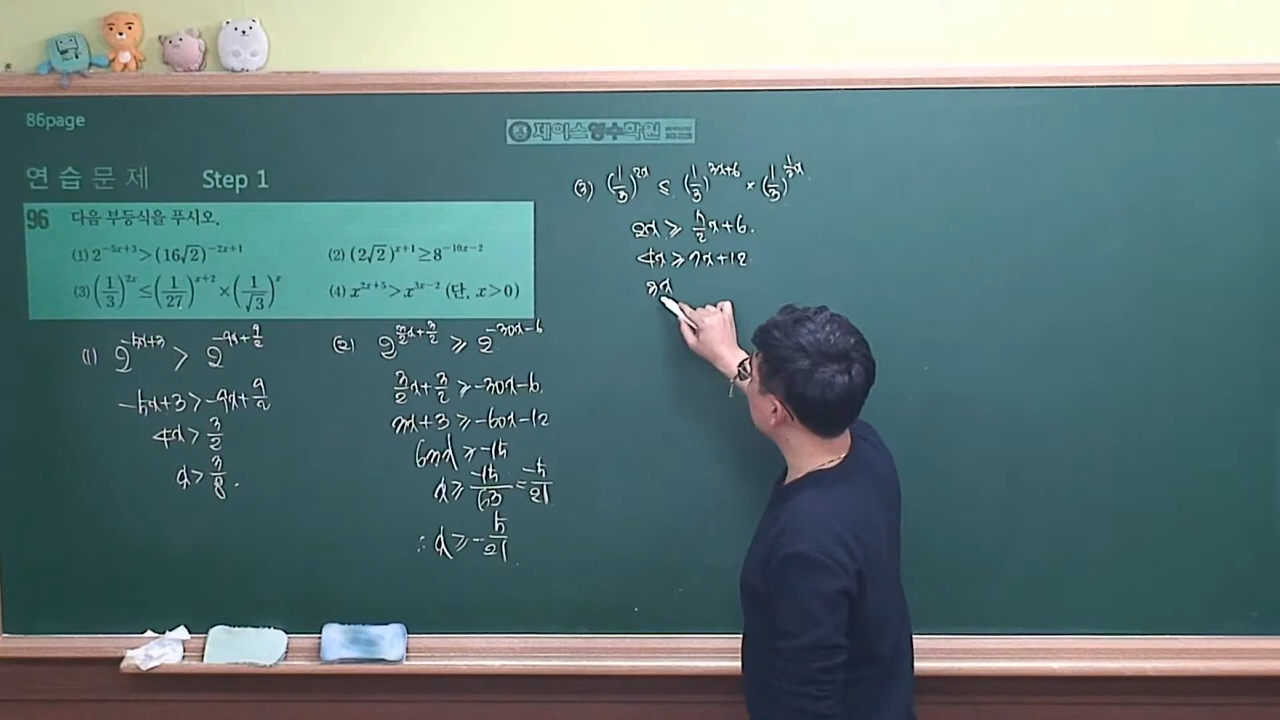 86page
제이스영수학원
연습문제 Step 1
96 다음 부등식을 푸시오.
(1) 2^{-5x+3} > (16√2)^{-2x+1}
(2) (2√2)^{x+1} ≥ 8^{-10x-2}
(3) (1/3)^{2x} ≤ (1/27)^{x+2} × (1/√3)^{x}
(4) x^{2x+5} > x^{3x-2} (단, x>0)
(1) 2^{-5x+3} > 2^{-9x+9/2}
-5x+3 > -9x+9/2
4x > 3/2
x > 3/8.
(2) 2^{3/2x+3/2} ≥ 2^{-30x-6}
3/2x+3/2 ≥ -30x-6.
3x+3 ≥ -60x-12
63x ≥ -15
x ≥ -15/63 = -5/21
∴ x ≥ -5/21
(3) (1/3)^{2x} ≤ (1/3)^{3x+6} × (1/3)^{1/2x}
2x ≥ 7/2x+6.
4x ≥ 7x+12
3x